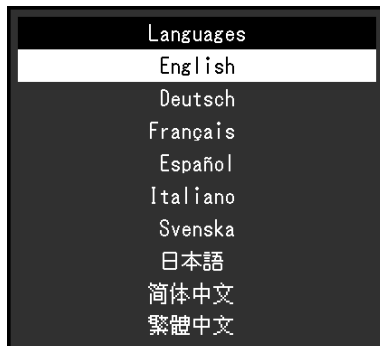 Languages
English
Deutsch
Français
Español
Italiano
Svenska
日本語
简体中文
繁體中文